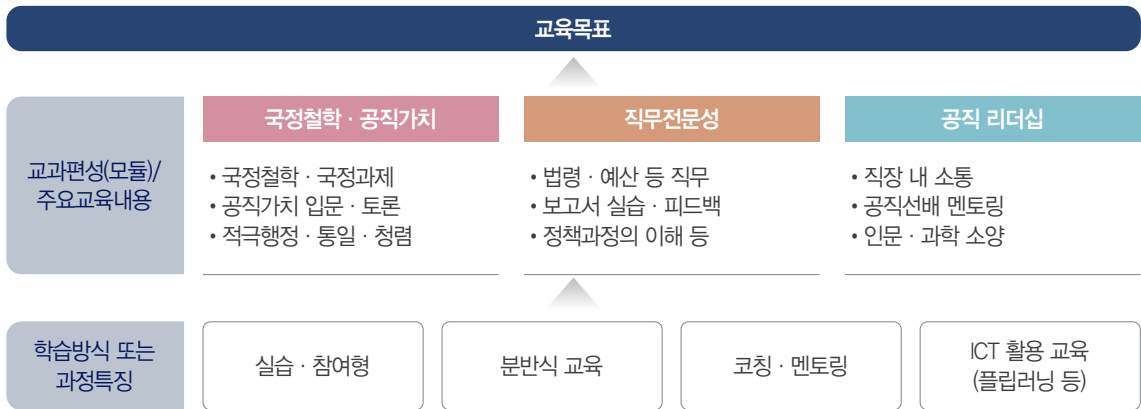 교육목표
교과편성(모듈)/
주요교육내용
국정철학 · 공직가치
• 국정철학 · 국정과제
• 공직가치 입문 · 토론
• 적극행정 · 통일 · 청렴
직무전문성
• 법령 · 예산 등 직무
• 보고서 실습 · 피드백
• 정책과정의 이해 등
공직 리더십
• 직장 내 소통
• 공직선배 멘토링
• 인문 · 과학 소양
학습방식 또는
과정특징
실습 · 참여형
분반식 교육
코칭 · 멘토링
ICT 활용 교육
(플립러닝 등)